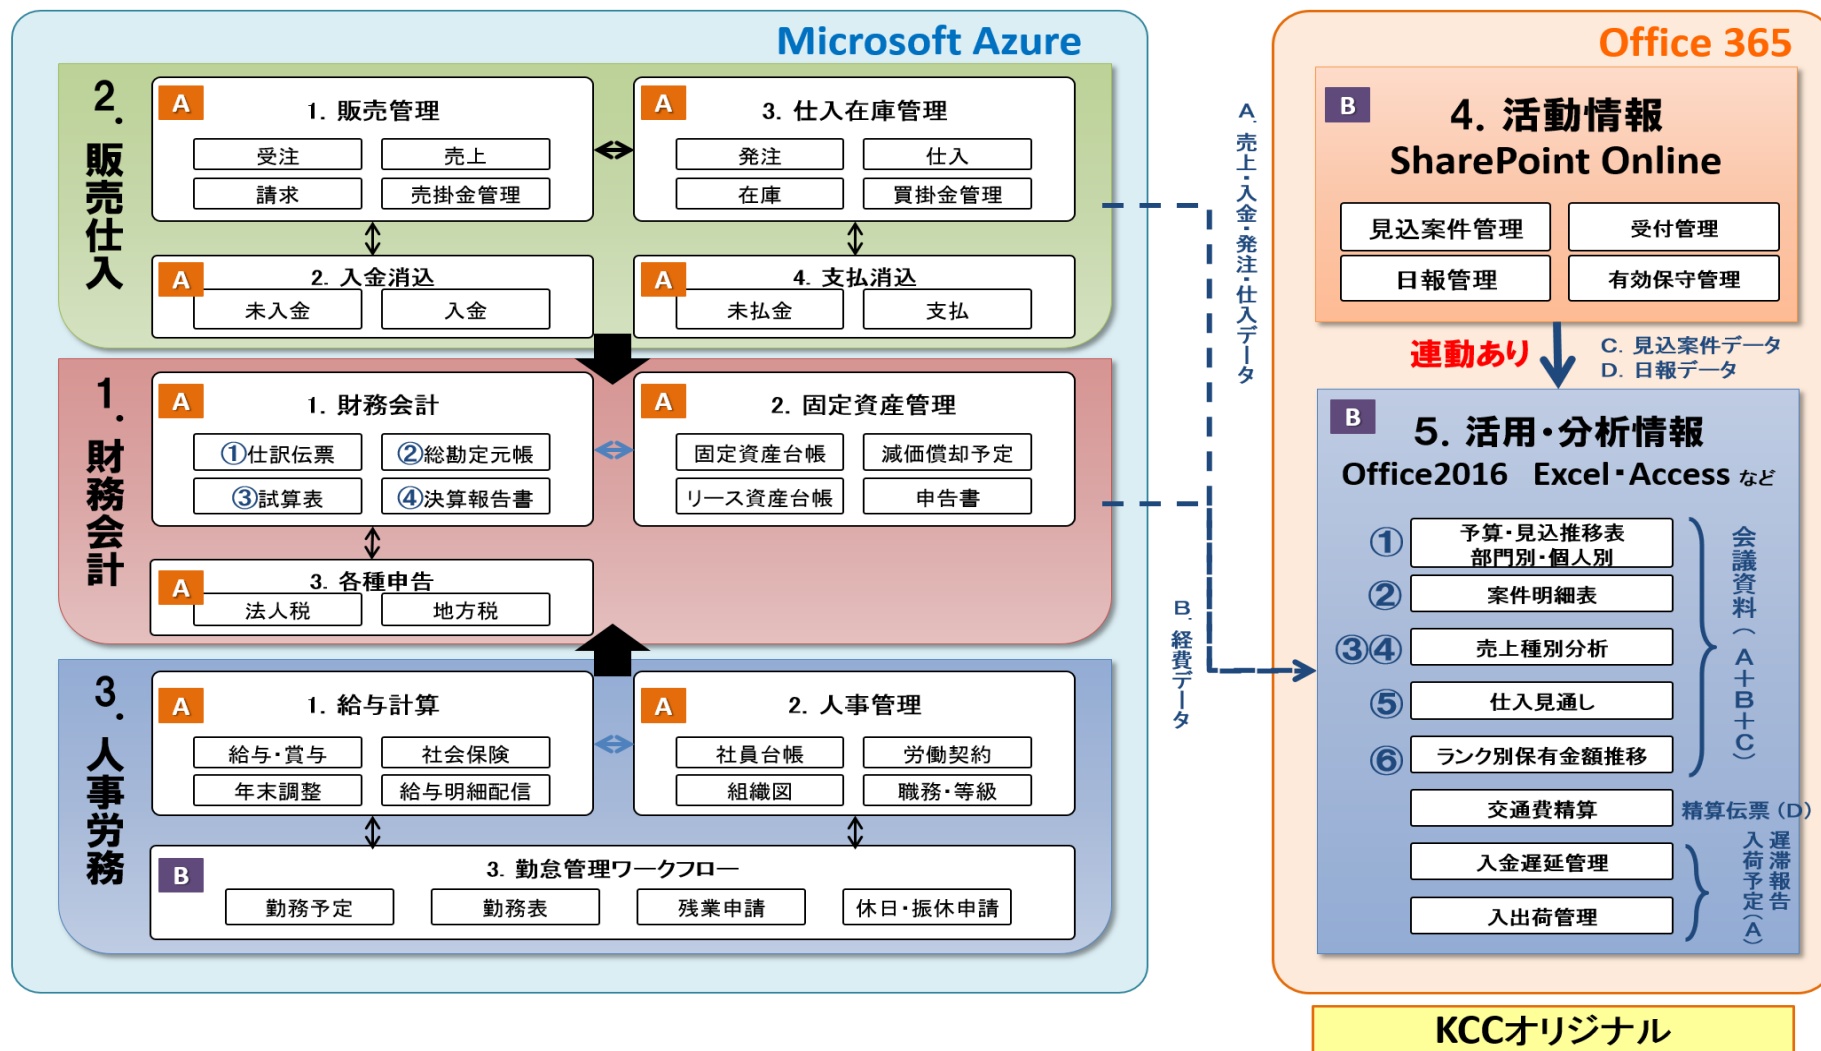 Microsoft Azure
2. 販売仕入
A
1. 販売管理
受注
売上
請求
売掛金管理
A
3. 仕入在庫管理
発注
仕入
在庫
買掛金管理
A
2. 入金消込
未入金
入金
A
4. 支払消込
未払金
支払
1. 財務会計
A
1. 財務会計
①仕訳伝票
②総勘定元帳
③試算表
④決算報告書
A
2. 固定資産管理
固定資産台帳
減価償却予定
リース資産台帳
申告書
A
3. 各種申告
法人税
地方税
3. 人事労務
A
1. 給与計算
給与・賞与
社会保険
年末調整
給与明細配信
A
2. 人事管理
社員台帳
労働契約
組織図
職務・等級
B
3. 勤怠管理ワークフロー
勤務予定
勤務表
残業申請
休日・振休申請
A. 売上・入金・発注・仕入データ
B. 経費データ
Office 365
B
4. 活動情報
SharePoint Online
見込案件管理
受付管理
日報管理
有効保守管理
連動あり
C. 見込案件データ
D. 日報データ
B
5. 活用・分析情報
Office2016 Excel・Access など
①
予算・見込推移表
部門別・個人別
②
案件明細表
③④
売上種別分析
⑤
仕入見通し
⑥
ランク別保有金額推移
会議資料(A+B+C)
交通費精算
精算伝票(D)
入金遅延管理
入出荷管理
遅滞報告
入荷予定(A)
KCCオリジナル